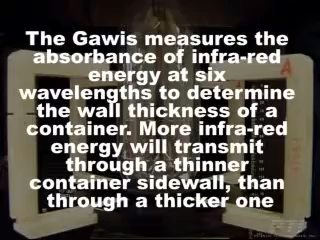 The Gawis measures the
absorbance of infra-red
energy at six
wavelengths to determine
the wall thickness of a
container. More infra-red
energy will transmit
through a thinner
container sidewall, than
through a thicker one